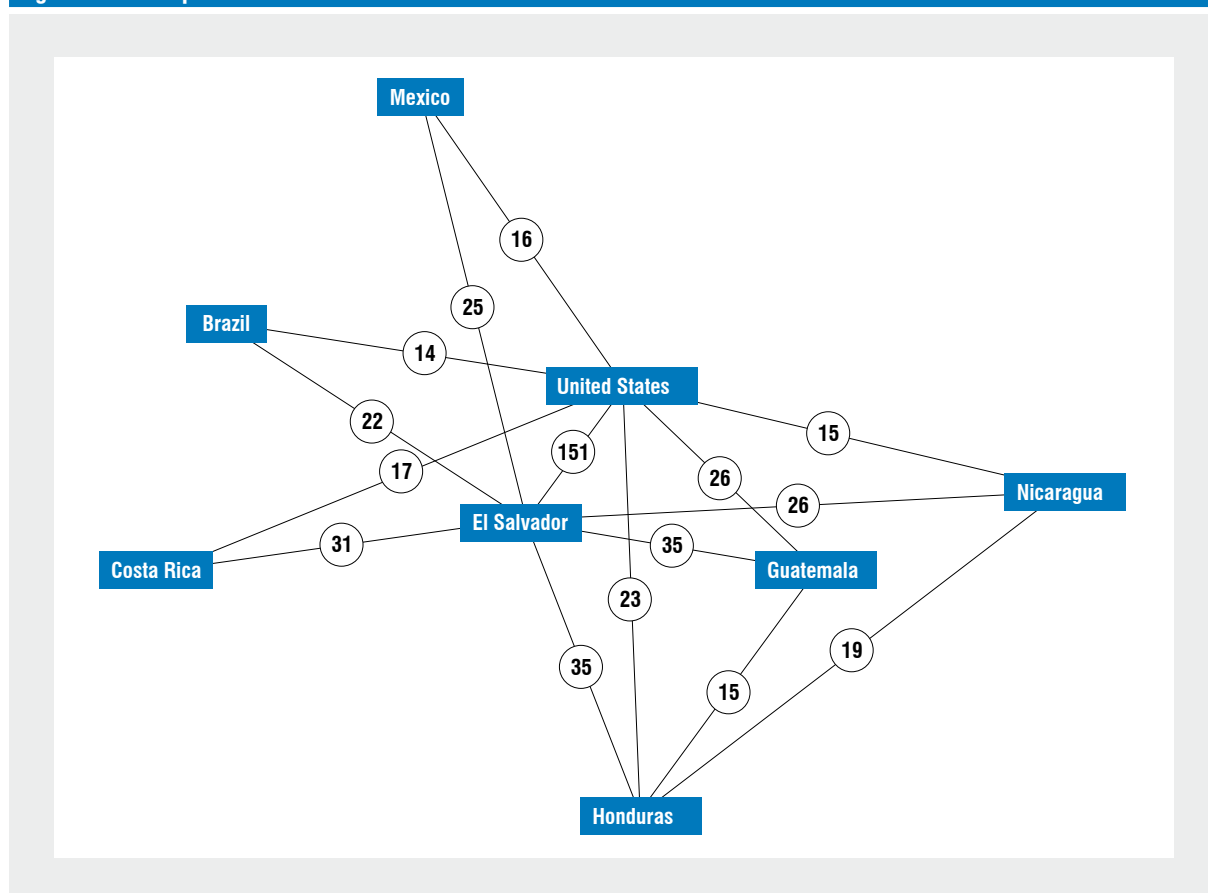 Mexico
16
25
Brazil
14
United States
22
15
151
17
26
Nicaragua
26
El Salvador
31
35
Costa Rica
Guatemala
23
19
35
15
Honduras